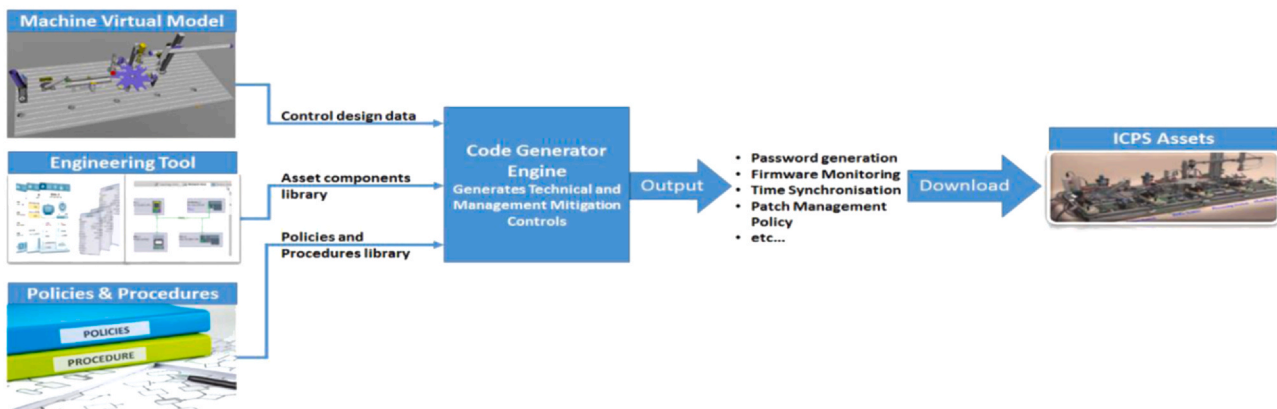 Machine Virtual Model
Control design data
Engineering Tool
Asset components
library
Policies and
Procedures library
Policies & Procedures
POLICIES
PROCEDURE
Code Generator
Engine
Generates Technical and
Management Mitigation
Controls
Output
• Password generation
• Firmware Monitoring
• Time Synchronisation
• Patch Management
Policy
• etc...
Download
ICPS Assets